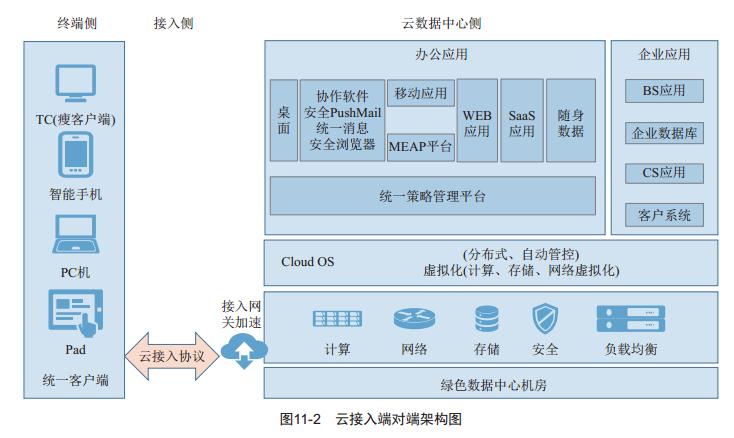 终端侧
接入侧
云数据中心侧
TC(瘦客户端)
智能手机
PC机
Pad
统一客户端
云接入协议
接入网
关加速
办公应用
桌
面
协作软件
安全PushMail
统一消息
安全浏览器
移动应用
MEAP平台
WEB
应用
SaaS
应用
随身
数据
统一策略管理平台
企业应用
BS应用
企业数据库
CS应用
客户系统
Cloud OS
(分布式、自动管控)
虚拟化(计算、存储、网络虚拟化)
计算
网络
存储
安全
负载均衡
绿色数据中心机房
图11-2 云接入端对端架构图